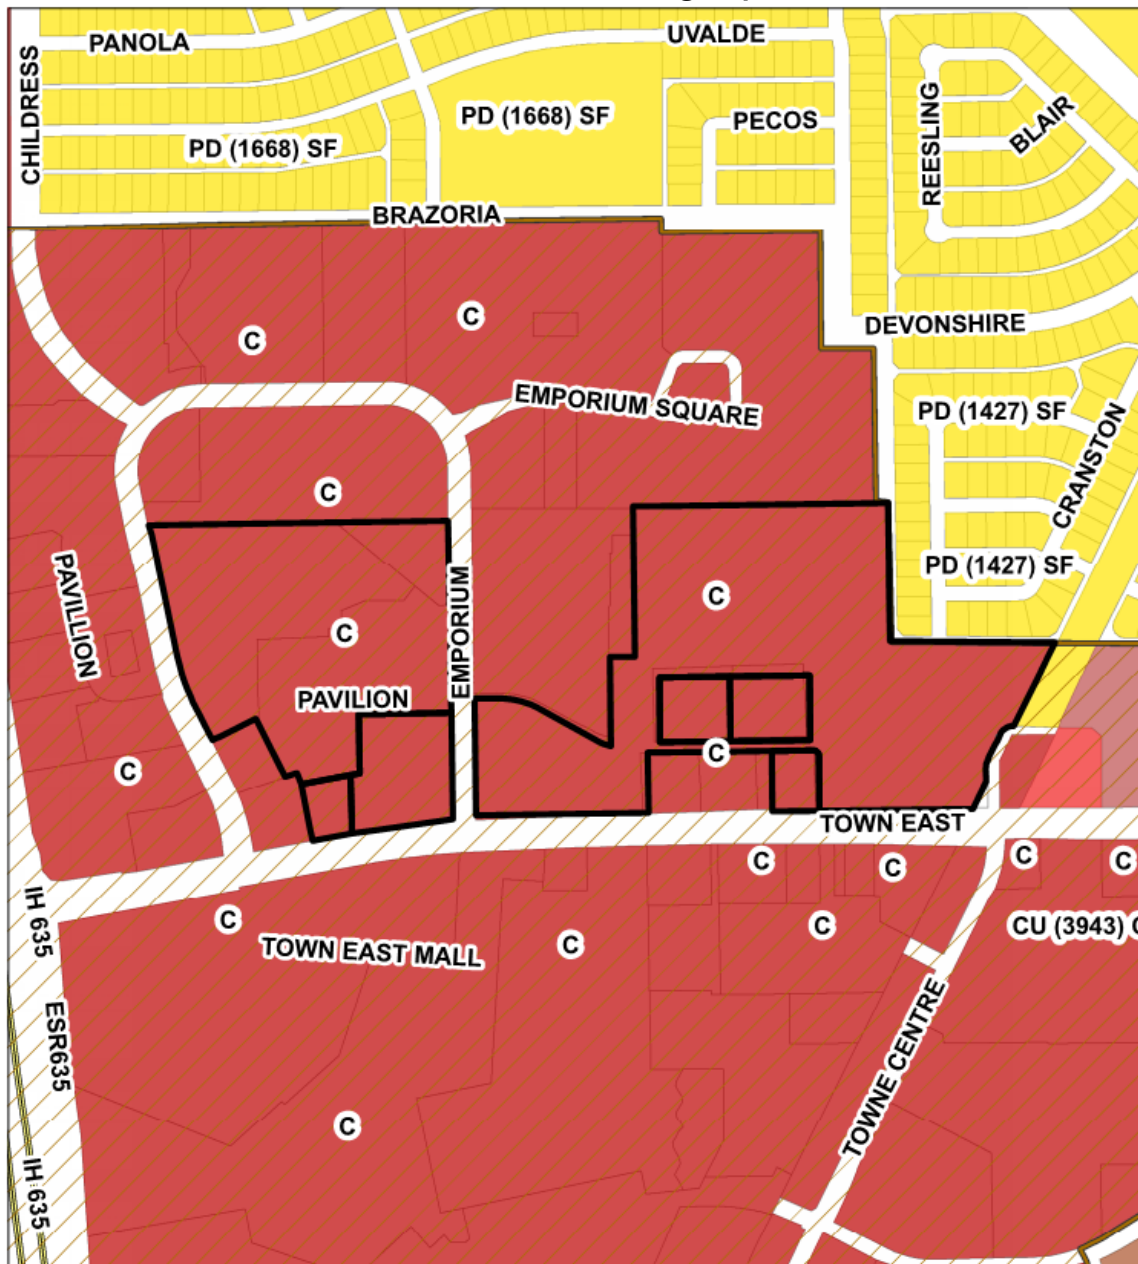 PANOLA
UVALDE
CHILDRESS
PD (1668) SF
PD (1668) SF
PECOS
REESLING
BLAIR
BRAZORIA
C
C
DEVONSHIRE
EMPORIUM SQUARE
PD (1427) SF
CRANSTON
C
PAVILLION
EMPORIUM
C
PD (1427) SF
C
PAVILION
C
C
TOWN EAST
C
C
C
C
IH 635
C
TOWN EAST MALL
C
C
CU (3943)
ESR635
TOWNE CENTRE
C
IH 635